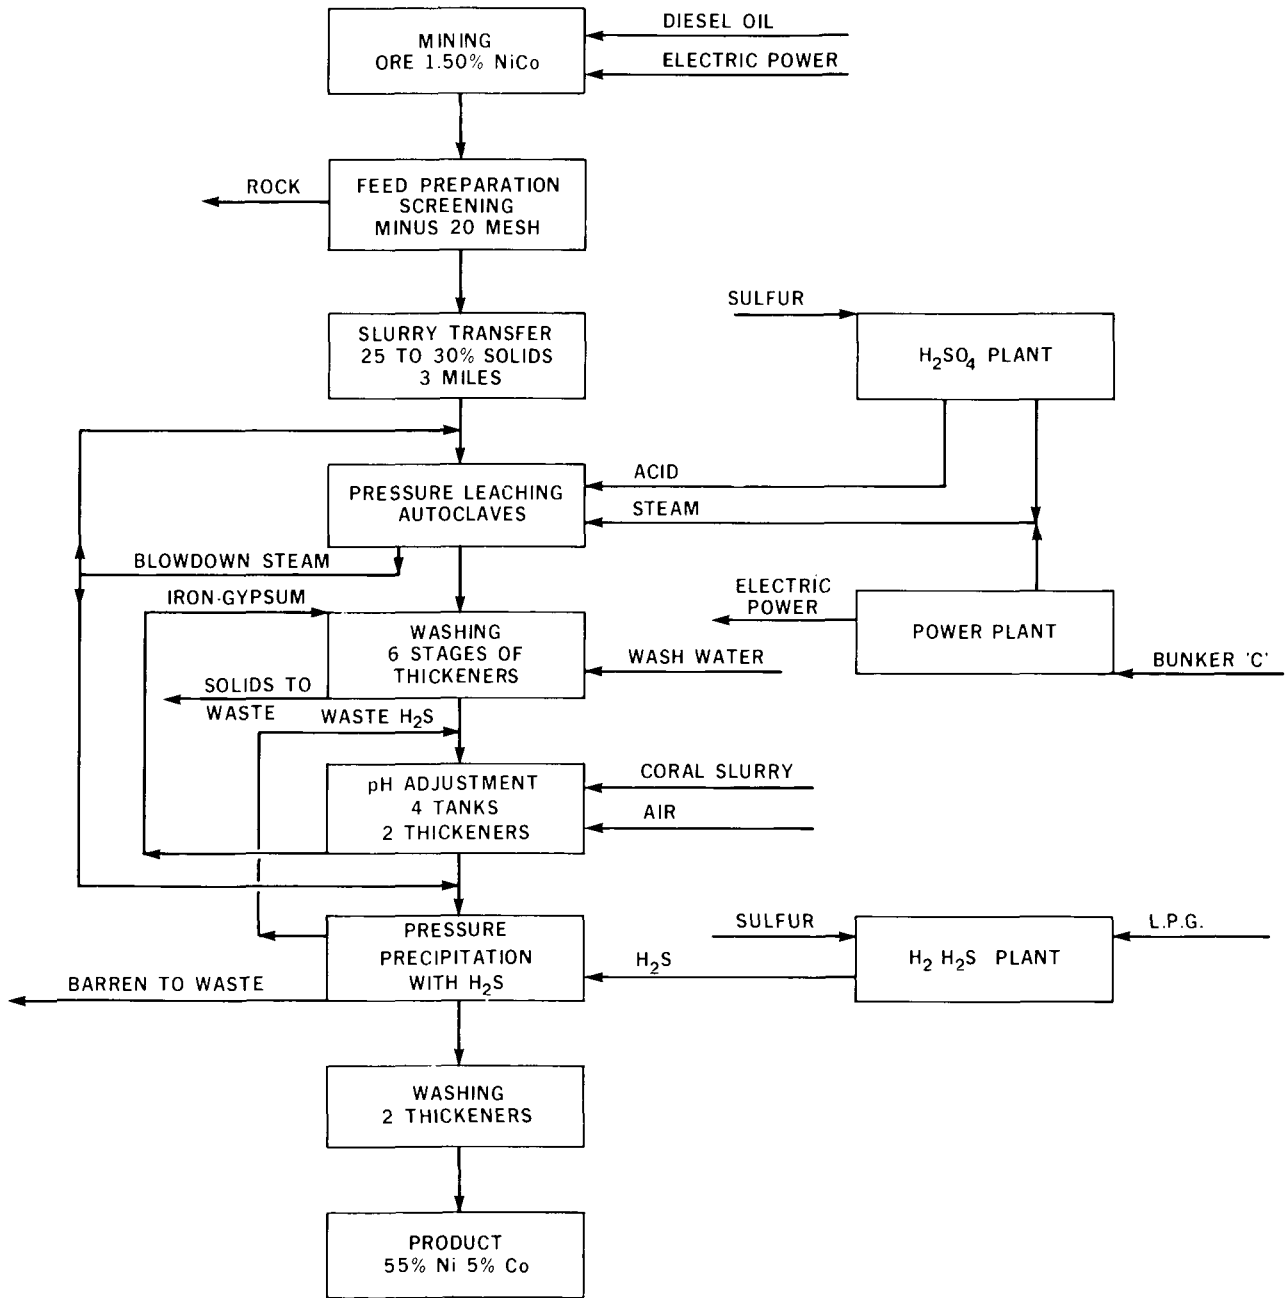 DIESEL OIL
MINING
ORE 1.50% NiCo
ELECTRIC POWER
ROCK
FEED PREPARATION
SCREENING
MINUS 20 MESH
SULFUR
SLURRY TRANSFER
25 TO 30% SOLIDS
3 MILES
H₂SO₄ PLANT
ACID
PRESSURE LEACHING
AUTOCLAVES
STEAM
BLOWDOWN STEAM
IRON-GYPSUM
ELECTRIC
POWER
WASHING
6 STAGES OF
THICKENERS
POWER PLANT
WASH WATER
BUNKER 'C'
SOLIDS TO
WASTE
WASTE H₂S
pH ADJUSTMENT
4 TANKS
2 THICKENERS
CORAL SLURRY
AIR
PRESSURE
PRECIPITATION
WITH H₂S
SULFUR
L.P.G.
H₂S
H₂ H₂S PLANT
BARREN TO WASTE
WASHING
2 THICKENERS
PRODUCT
55% Ni 5% Co